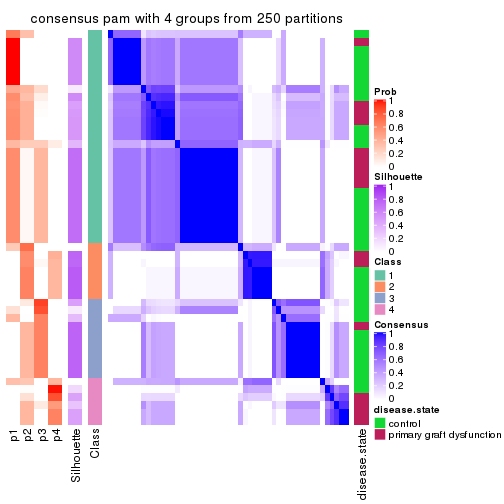 consensus pam with 4 groups from 250 partitions
Prob
1
0.8
0.6
0.4
0.2
0
Silhouette
1
0.8
0.6
0.4
0.2
0
Class
1
2
3
4
Consensus
1
0.8
0.6
0.4
0.2
0
disease.state
control
primary graft dysfunction
p1
p2
p3
p4
Silhouette
Class
disease.state